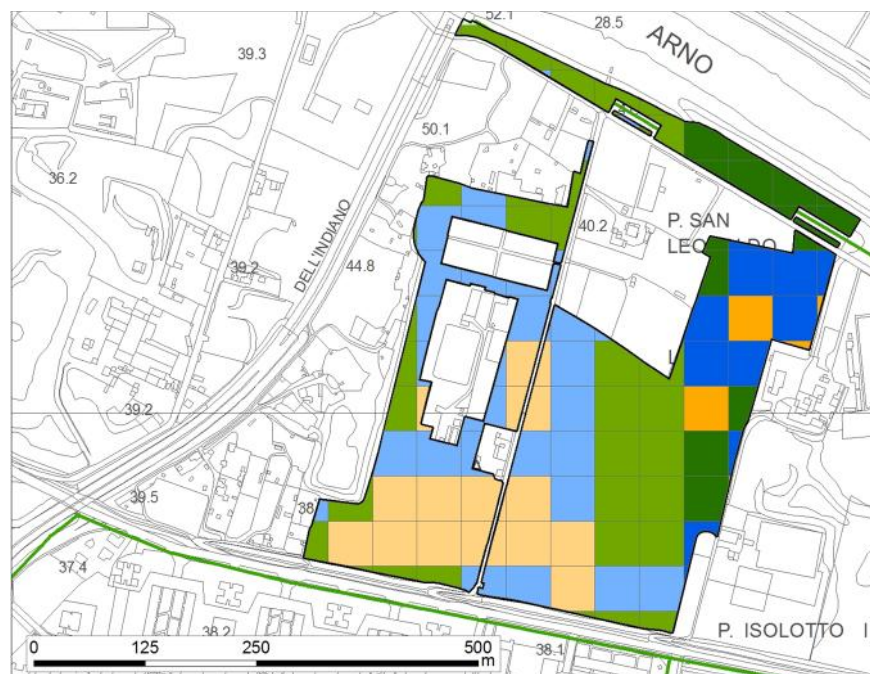 52.1
28.5
ARNO
39.3
50.1
36.2
P. SAN
40.2
DELL'INDIANO
39.2
44.8
L
39.2
39.5
38
37.4
38.2
P. ISOLOTTO I
38.1
0 125 250 500
m